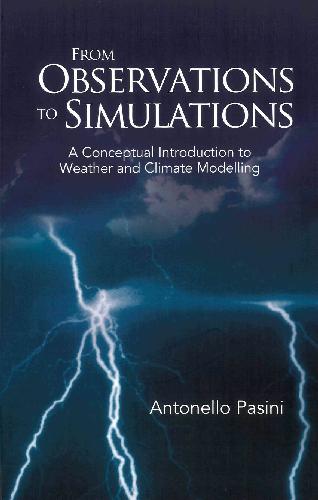 FROM
OBSERVATIONS
TO SIMULATIONS
A Conceptual Introduction to
Weather and Climate Modelling
Antonello Pasini